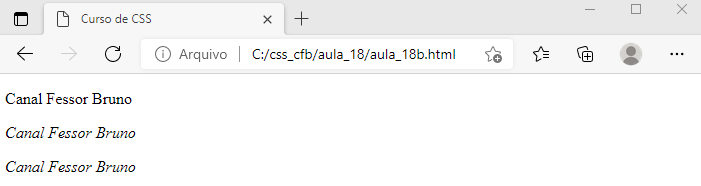 Curso de CSS
Arquivo C:/css_cfb/aula_18/aula_18b.html
Canal Fessor Bruno
Canal Fessor Bruno
Canal Fessor Bruno